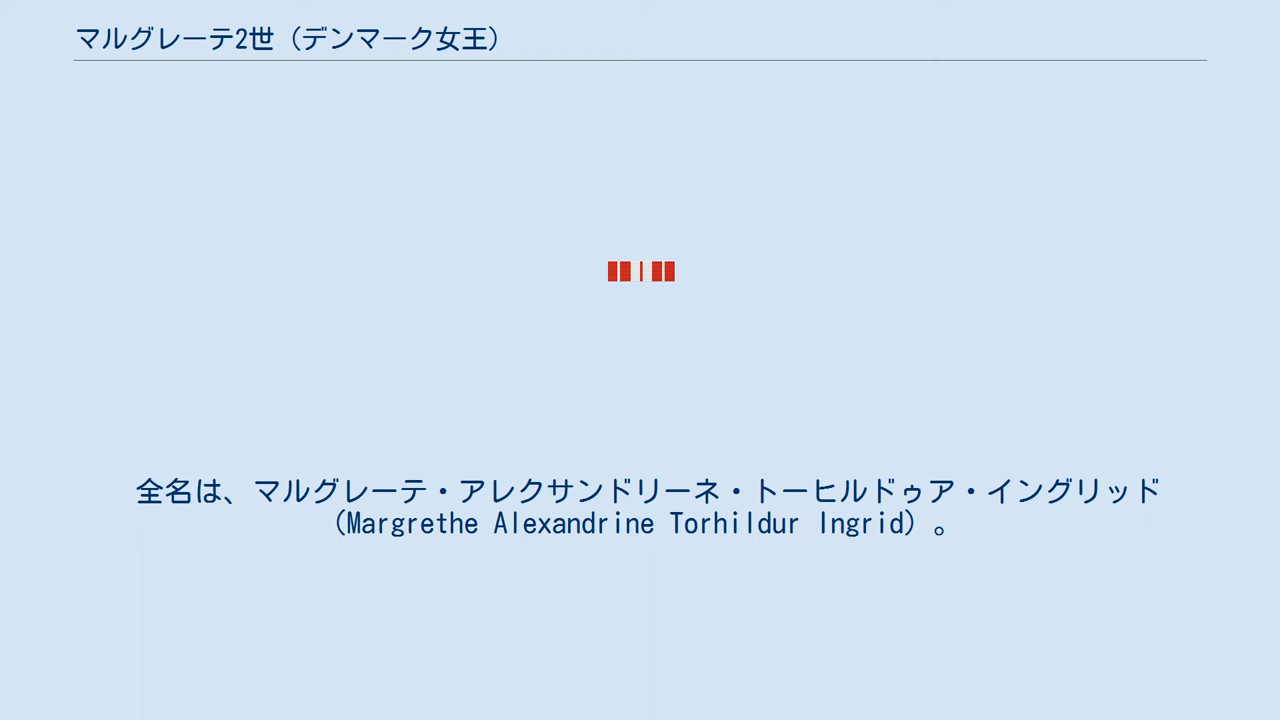 マルグレーテ2世（デンマーク女王）
全名は、マルグレーテ・アレクサンドリーネ・トーヒルドゥア・イングリッド
（Margrethe Alexandrine Torhildur Ingrid）。